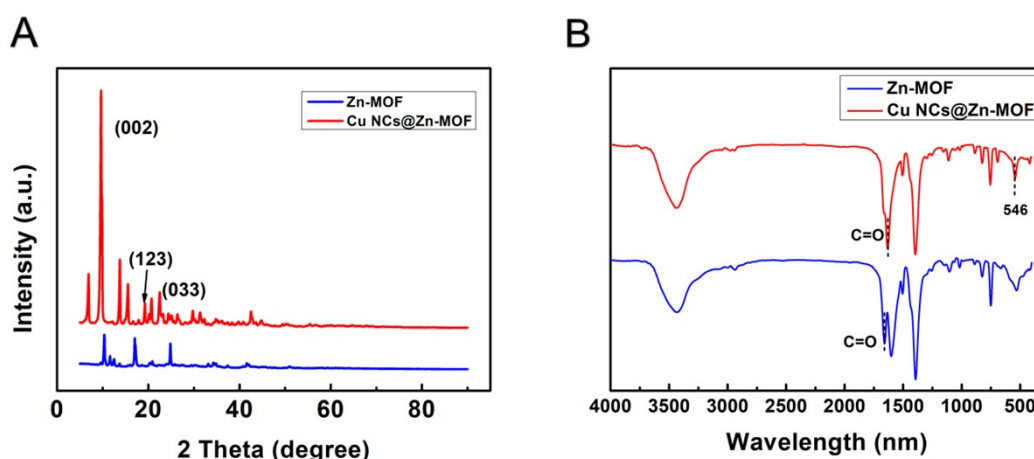 A
B
Zn-MOF
Cu NCs@Zn-MOF
(002)
(123)
(033)
Intensity (a.u.)
0
20
40
60
80
2 Theta (degree)
Zn-MOF
Cu NCs@Zn-MOF
C=O
546
C=O
4000
3500
3000
2500
2000
1500
1000
500
Wavelength (nm)